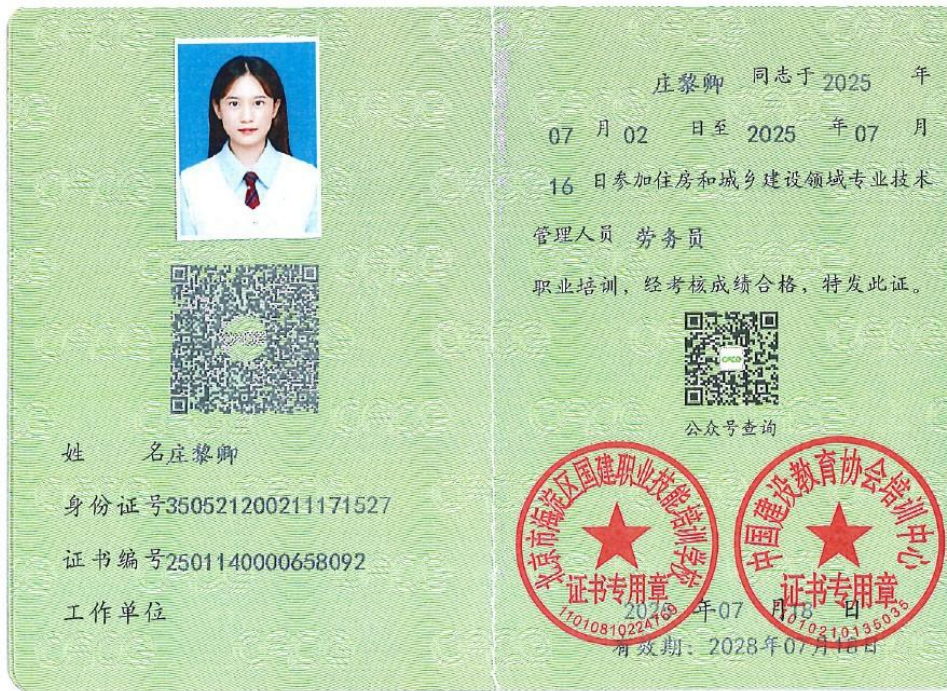 姓 名庄黎卿
身份证号350521200211171527
证书编号2501140000658092
工作单位
庄黎卿 同志于 2025 年
07 月 02 日至 2025 年 07 月
16 日参加住房和城乡建设领域专业技术
管理人员 劳务员
职业培训，经考核成绩合格，特发此证。
CPCD
公众号查询
北京市海淀区国建职业技能培训学校
证书专用章
11010810224769
中国建设教育协会培训中心
证书专用章
1010210135035
2025 年07 月18 日
有效期：2028年07月18日